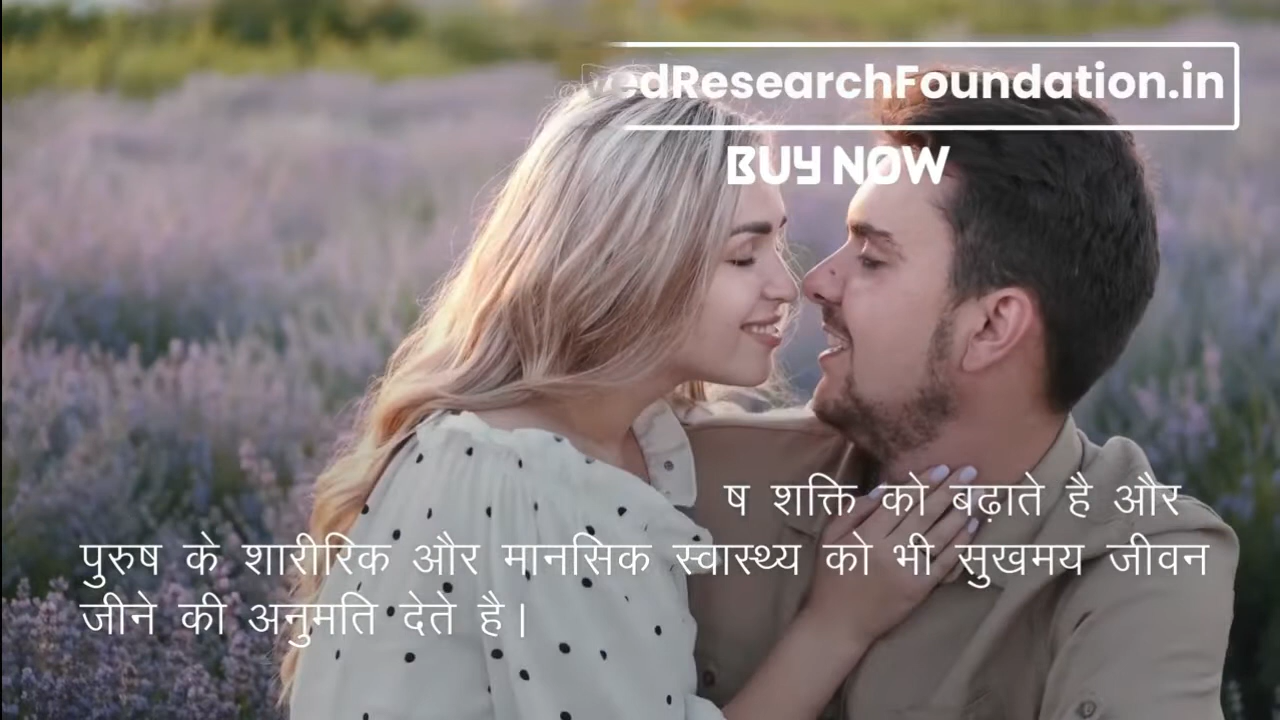 edResearchFoundation.in
BUY NOW
ष शक्ति को बढ़ाते है और
पुरुष के शारीरिक और मानसिक स्वास्थ्य को भी सुखमय जीवन
जीने की अनुमति देते है।